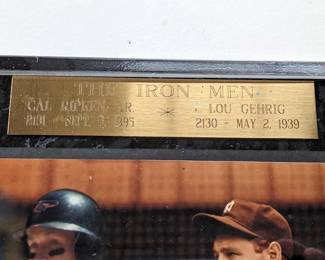 THE IRON MEN
CAL RIPKEN JR. LOU GEHRIG
2131 - SEPT. 6, 1995 2130 - MAY 2, 1939